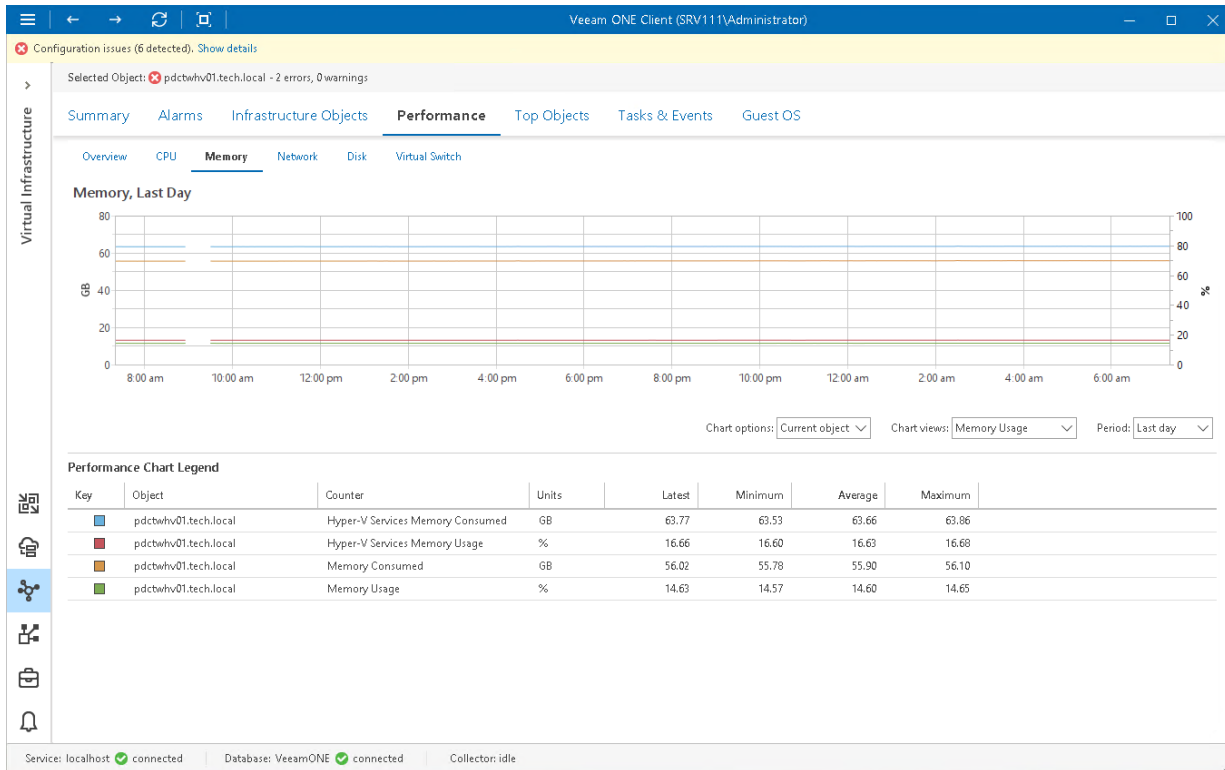 Veeam ONE Client (SRV111\Administrator)
Configuration issues (6 detected). Show details
Virtual Infrastructure
Selected Object: pdctwhv01.tech.local - 2 errors, 0 warnings
Summary Alarms Infrastructure Objects Performance Top Objects Tasks & Events Guest OS
Overview CPU Memory Network Disk Virtual Switch
Memory, Last Day
80 100
60 80
GB 40 60 %
20 40
0 20
0
8:00 am 10:00 am 12:00 pm 2:00 pm 4:00 pm 6:00 pm 8:00 pm 10:00 pm 12:00 am 2:00 am 4:00 am 6:00 am
Chart options: Current object Chart views: Memory Usage Period: Last day
Performance Chart Legend
Key Object Counter Units Latest Minimum Average Maximum
pdctwhv01.tech.local Hyper-V Services Memory Consumed GB 63.77 63.53 63.66 63.86
pdctwhv01.tech.local Hyper-V Services Memory Usage % 16.66 16.60 16.63 16.68
pdctwhv01.tech.local Memory Consumed GB 56.02 55.78 55.90 56.10
pdctwhv01.tech.local Memory Usage % 14.63 14.57 14.60 14.65
Service: localhost connected Database: VeeamONE connected Collector: idle